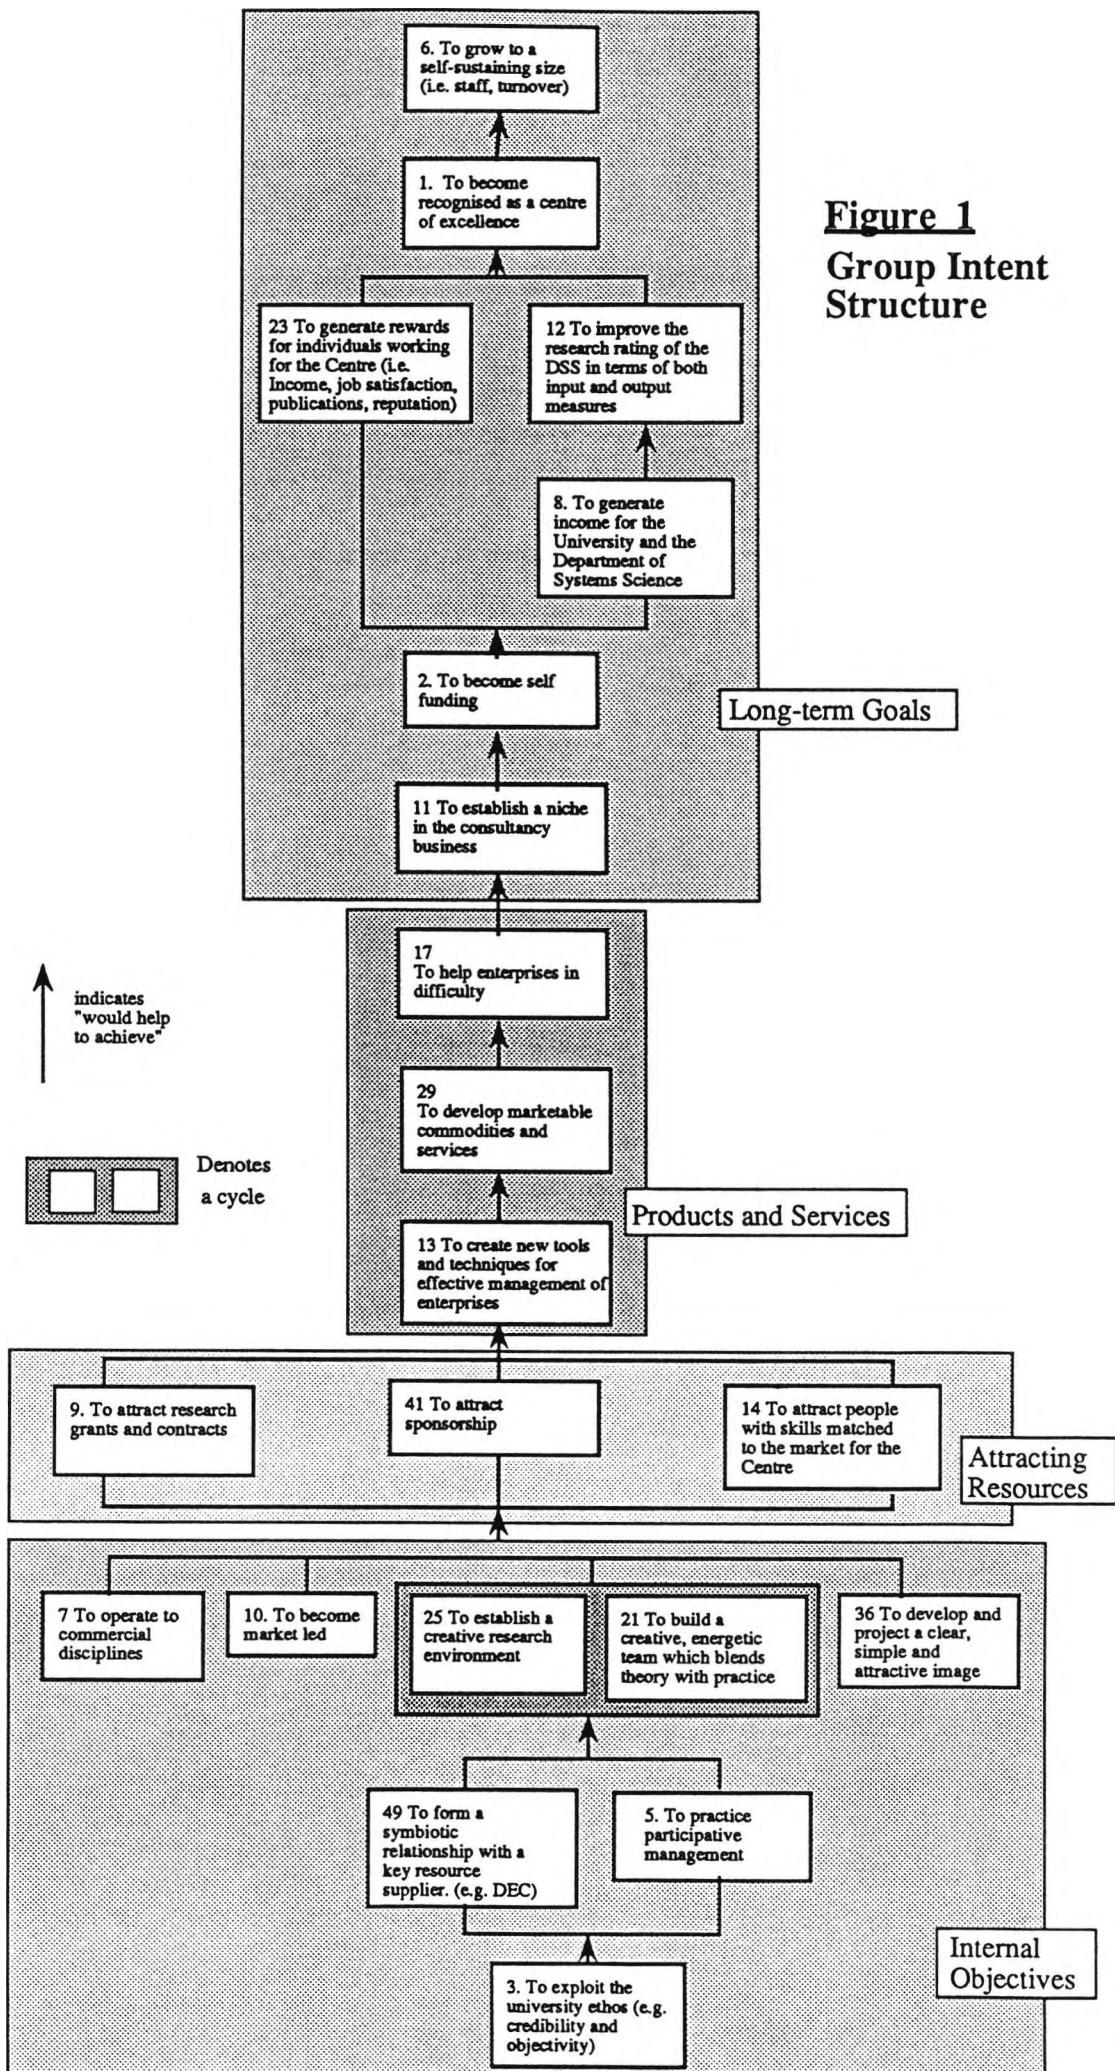 6. To grow to a
self-sustaining size
(i.e. staff, turnover)
1. To become
recognised as a centre
of excellence
Figure 1
Group Intent
Structure
23 To generate rewards
for individuals working
for the Centre (i.e.
Income, job satisfaction,
publications, reputation)
12 To improve the
research rating of the
DSS in terms of both
input and output
measures
8. To generate
income for the
University and the
Department of
Systems Science
2. To become self
funding
Long-term Goals
11 To establish a niche
in the consultancy
business
17
To help enterprises in
difficulty
indicates
"would help
to achieve"
29
To develop marketable
commodities and
services
Denotes
a cycle
Products and Services
13 To create new tools
and techniques for
effective management of
enterprises
9. To attract research
grants and contracts
41 To attract
sponsorship
14 To attract people
with skills matched
to the market for the
Centre
Attracting
Resources
7 To operate to
commercial
disciplines
10. To become
market led
25 To establish a
creative research
environment
21 To build a
creative, energetic
team which blends
theory with practice
36 To develop and
project a clear,
simple and
attractive image
49 To form a
symbiotic
relationship with a
key resource
supplier. (e.g. DEC)
5. To practice
participative
management
Internal
Objectives
3. To exploit the
university ethos (e.g.
credibility and
objectivity)